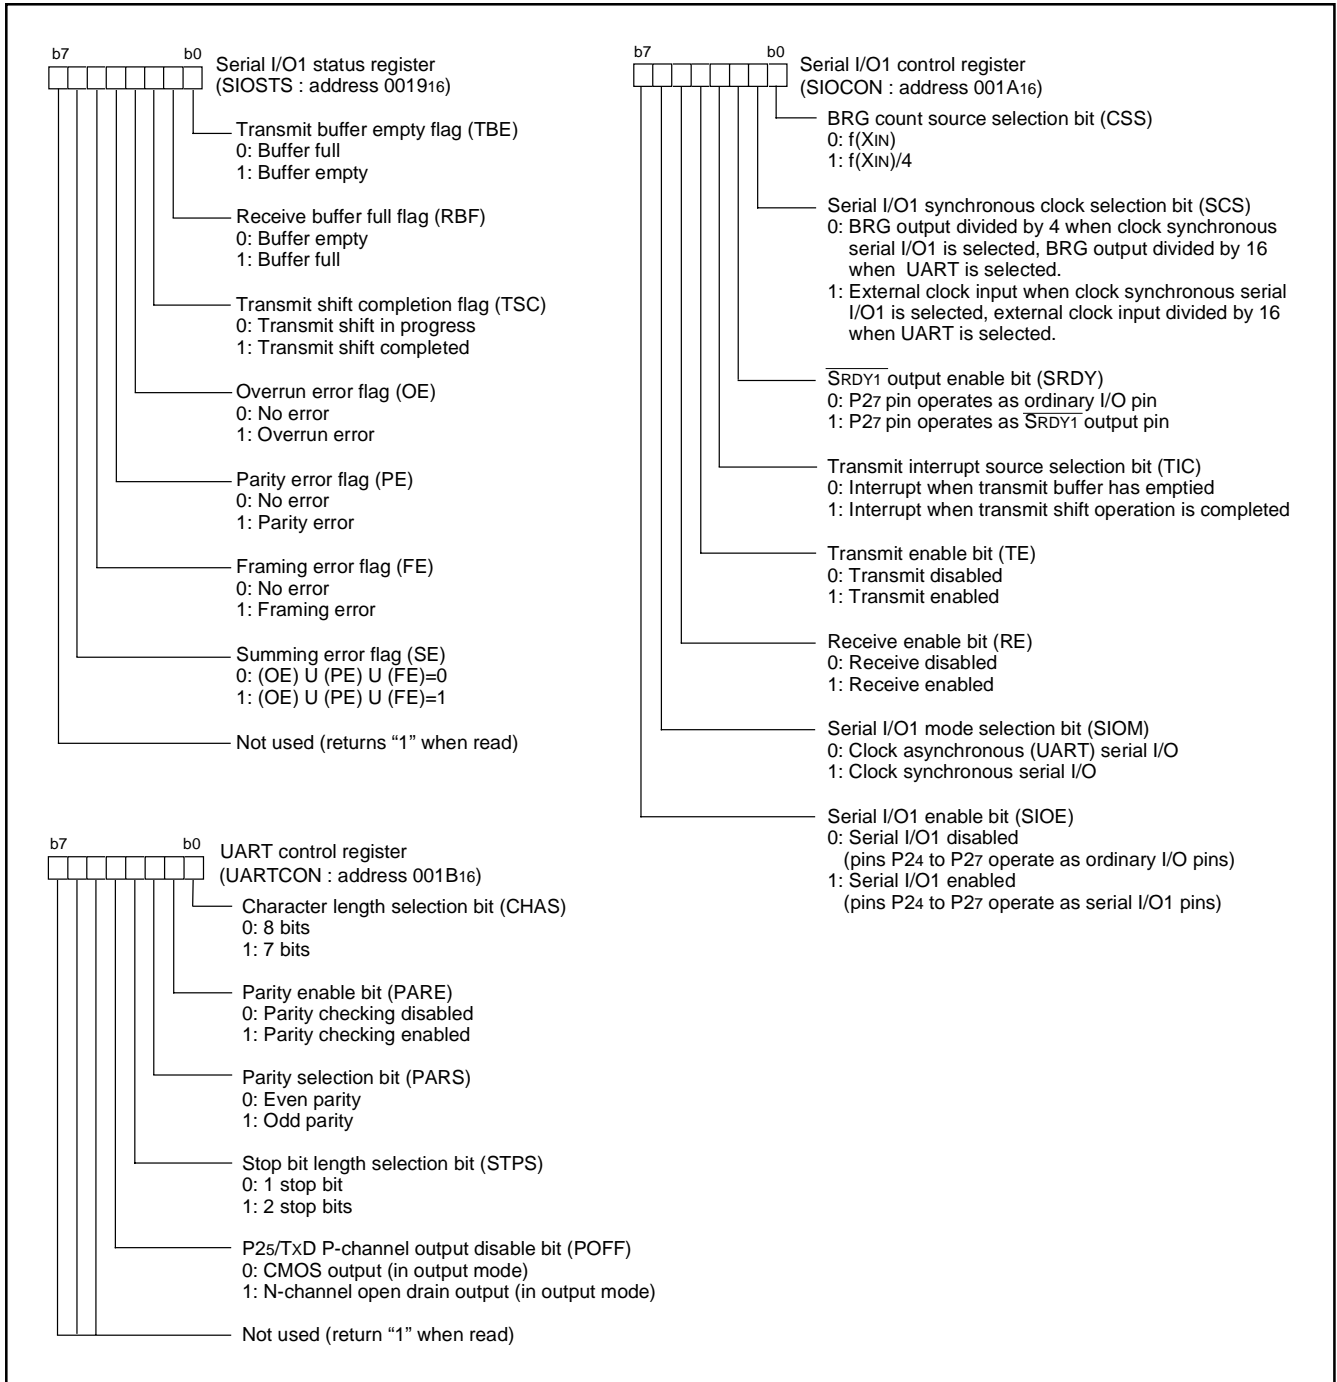 b7 b0
Serial I/O1 status register
(SIOSTS : address 001916)
Transmit buffer empty flag (TBE)
0: Buffer full
1: Buffer empty
Receive buffer full flag (RBF)
0: Buffer empty
1: Buffer full
Transmit shift completion flag (TSC)
0: Transmit shift in progress
1: Transmit shift completed
Overrun error flag (OE)
0: No error
1: Overrun error
Parity error flag (PE)
0: No error
1: Parity error
Framing error flag (FE)
0: No error
1: Framing error
Summing error flag (SE)
0: (OE) U (PE) U (FE)=0
1: (OE) U (PE) U (FE)=1
Not used (returns “1” when read)
b7 b0
UART control register
(UARTCON : address 001B16)
Character length selection bit (CHAS)
0: 8 bits
1: 7 bits
Parity enable bit (PARE)
0: Parity checking disabled
1: Parity checking enabled
Parity selection bit (PARS)
0: Even parity
1: Odd parity
Stop bit length selection bit (STPS)
0: 1 stop bit
1: 2 stop bits
P25/TXD P-channel output disable bit (POFF)
0: CMOS output (in output mode)
1: N-channel open drain output (in output mode)
Not used (return “1” when read)
b7 b0
Serial I/O1 control register
(SIOCON : address 001A16)
BRG count source selection bit (CSS)
0: f(XIN)
1: f(XIN)/4
Serial I/O1 synchronous clock selection bit (SCS)
0: BRG output divided by 4 when clock synchronous
serial I/O1 is selected, BRG output divided by 16
when UART is selected.
1: External clock input when clock synchronous serial
I/O1 is selected, external clock input divided by 16
when UART is selected.
SRDY1 output enable bit (SRDY)
0: P27 pin operates as ordinary I/O pin
1: P27 pin operates as SRDY1 output pin
Transmit interrupt source selection bit (TIC)
0: Interrupt when transmit buffer has emptied
1: Interrupt when transmit shift operation is completed
Transmit enable bit (TE)
0: Transmit disabled
1: Transmit enabled
Receive enable bit (RE)
0: Receive disabled
1: Receive enabled
Serial I/O1 mode selection bit (SIOM)
0: Clock asynchronous (UART) serial I/O
1: Clock synchronous serial I/O
Serial I/O1 enable bit (SIOE)
0: Serial I/O1 disabled
(pins P24 to P27 operate as ordinary I/O pins)
1: Serial I/O1 enabled
(pins P24 to P27 operate as serial I/O1 pins)